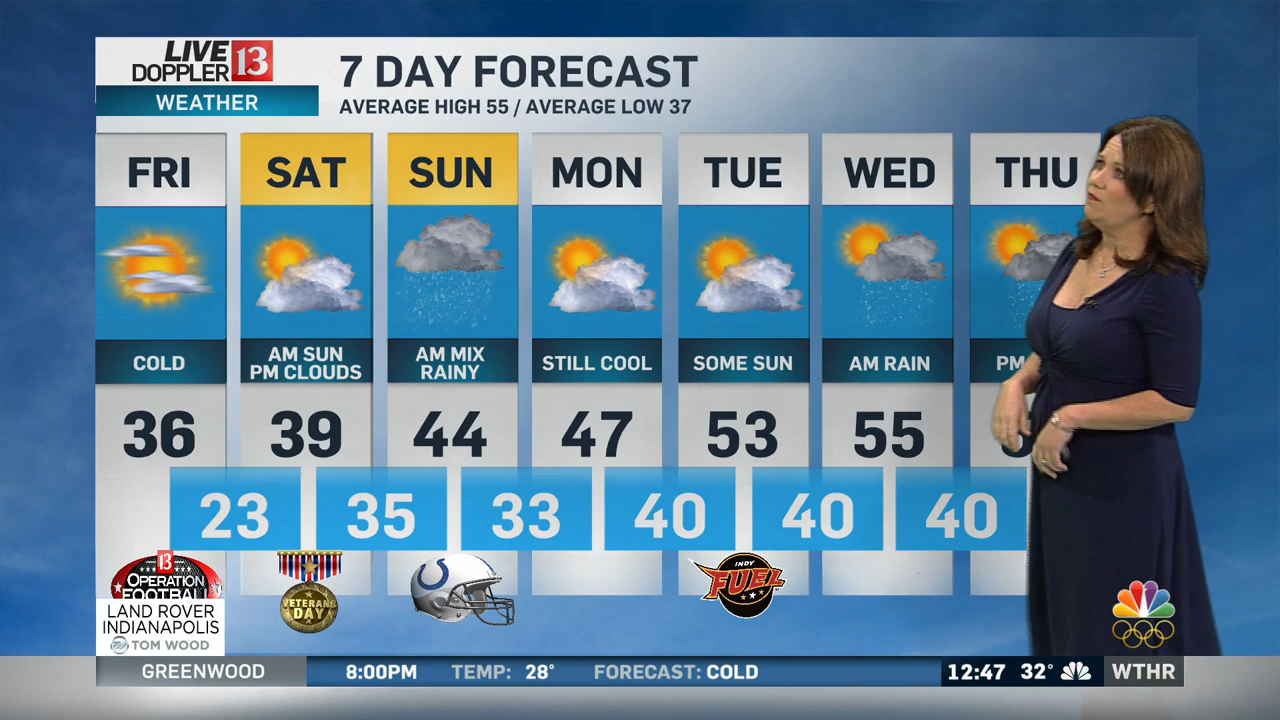 LIVE
DOPPLER 13
WEATHER
7 DAY FORECAST
AVERAGE HIGH 55 / AVERAGE LOW 37
FRI
SAT
SUN
MON
TUE
WED
THU
COLD
AM SUN
PM CLOUDS
AM MIX
RAINY
STILL COOL
SOME SUN
AM RAIN
PM
36
39
44
47
53
55
23
35
33
40
40
40
13
OPERATION
FOOTBALL
LAND ROVER
INDIANAPOLIS
TOM WOOD
VETERANS
DAY
INDY
FUEL
GREENWOOD
8:00PM TEMP: 28° FORECAST: COLD
12:47 32° WTHR